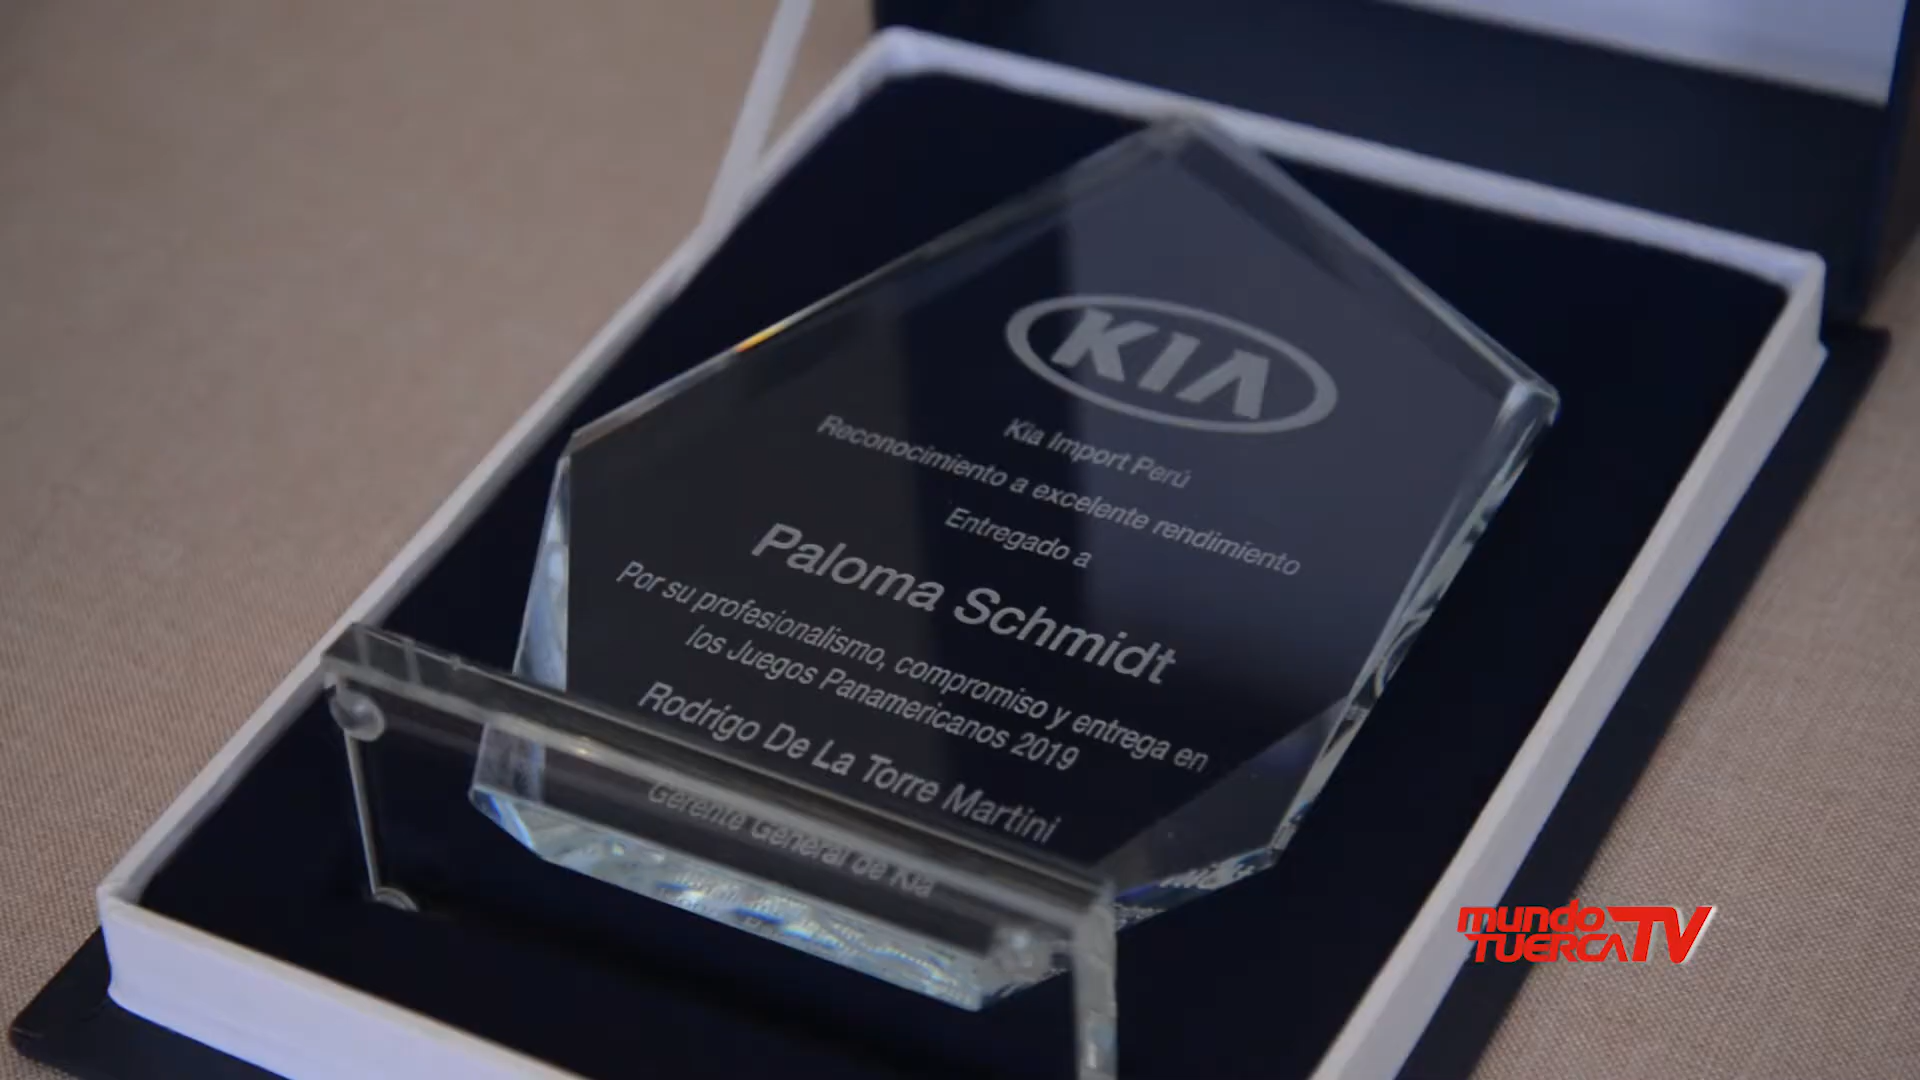 KIA
Kia Import Perú
Reconocimiento a excelente rendimiento
Entregado a
Paloma Schmidt
Por su profesionalismo, compromiso y entrega en
los Juegos Panamericanos 2019
Rodrigo De La Torre Martini
Gerente General de Kia
mundo
TUERCA TV